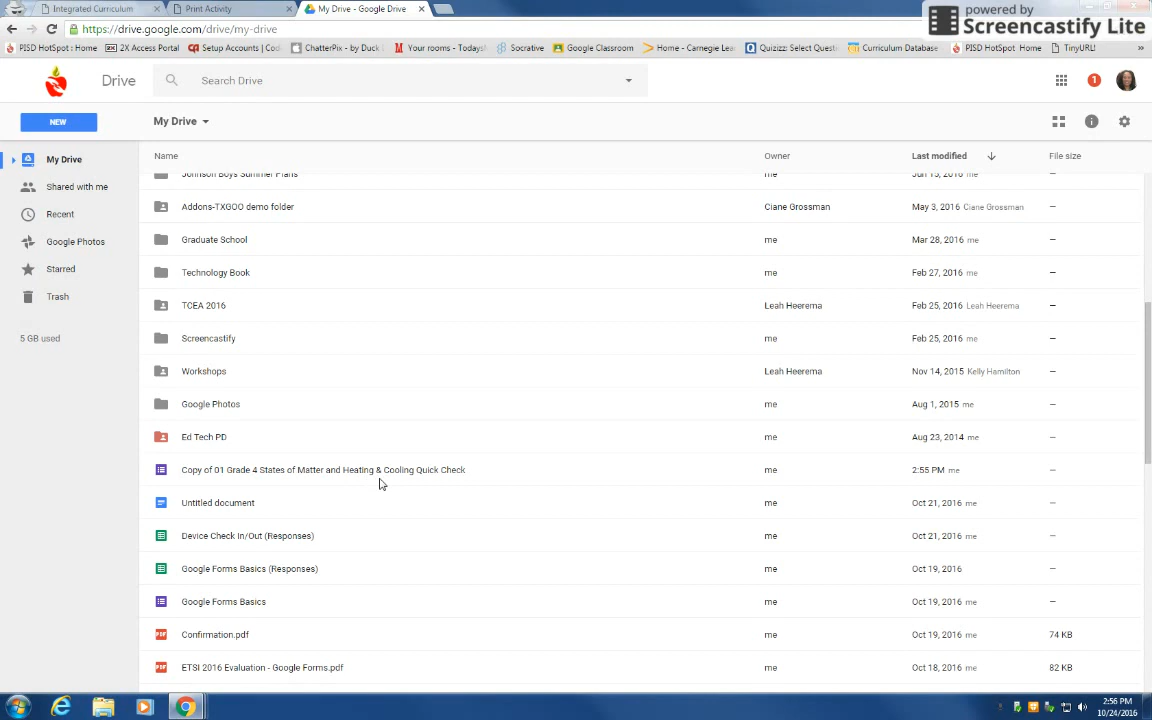 Integrated Curriculum
Print Activity
My Drive - Google Drive
powered by
Screencastify Lite
https://drive.google.com/drive/my-drive
PISD HotSpot : Home
2X Access Portal
Setup Accounts | Cod
ChatterPix - by Duck
Your rooms - Todays
Socrative
Google Classroom
Home - Carnegie Lea
Quizizz: Select Questi
Curriculum Database
PISD HotSpot Home
TinyURL!
»
Drive
Search Drive
1
NEW
My Drive
My Drive
Shared with me
Recent
Google Photos
Starred
Trash
5 GB used
Name Owner Last modified File size
Johnson Boys Summer Plans me Jun 15, 2016 me –
Addons-TXGOO demo folder Ciane Grossman May 3, 2016 Ciane Grossman –
Graduate School me Mar 28, 2016 me –
Technology Book me Feb 27, 2016 me –
TCEA 2016 Leah Heerema Feb 25, 2016 Leah Heerema –
Screencastify me Feb 25, 2016 me –
Workshops Leah Heerema Nov 14, 2015 Kelly Hamilton –
Google Photos me Aug 1, 2015 me –
Ed Tech PD me Aug 23, 2014 me –
Copy of 01 Grade 4 States of Matter and Heating & Cooling Quick Check me 2:55 PM me –
Untitled document me Oct 21, 2016 me –
Device Check In/Out (Responses) me Oct 21, 2016 me –
Google Forms Basics (Responses) me Oct 19, 2016 –
Google Forms Basics me Oct 19, 2016 me –
PDF Confirmation.pdf me Oct 19, 2016 me 74 KB
PDF ETSI 2016 Evaluation - Google Forms.pdf me Oct 18, 2016 me 82 KB
2:56 PM
10/24/2016